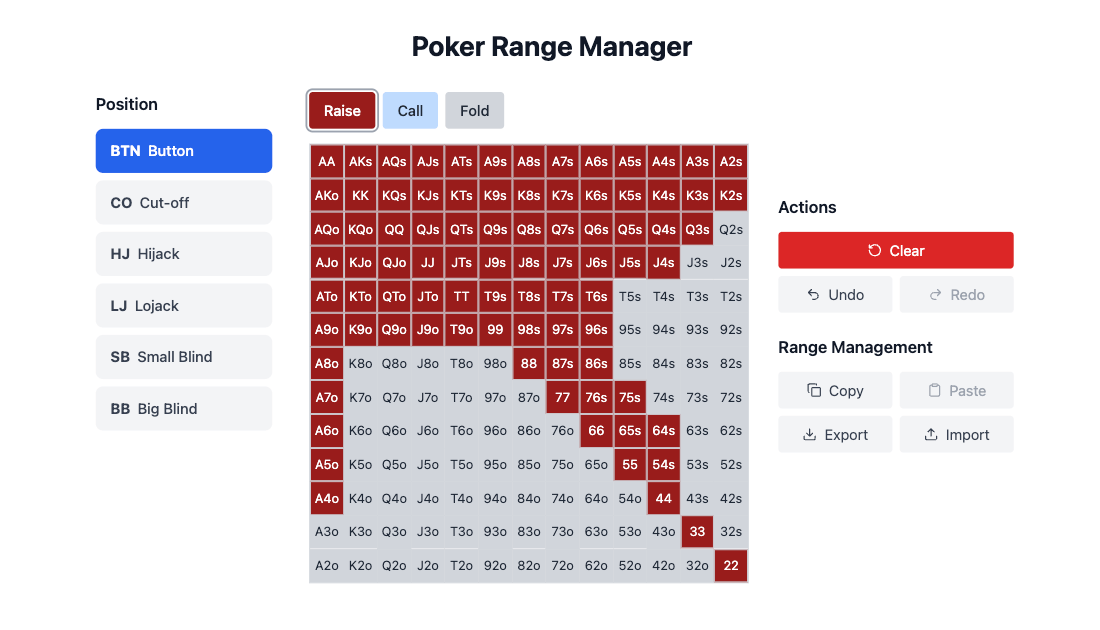 Poker Range Manager
Position
BTN Button
CO Cut-off
HJ Hijack
LJ Lojack
SB Small Blind
BB Big Blind
Raise Call Fold
AA AKs AQs AJs ATs A9s A8s A7s A6s A5s A4s A3s A2s
AKo KK KQs KJs KTs K9s K8s K7s K6s K5s K4s K3s K2s
AQo KQo QQ QJs QTs Q9s Q8s Q7s Q6s Q5s Q4s Q3s Q2s
AJo KJo QJo JJ JTs J9s J8s J7s J6s J5s J4s J3s J2s
ATo KTo QTo JTo TT T9s T8s T7s T6s T5s T4s T3s T2s
A9o K9o Q9o J9o T9o 99 98s 97s 96s 95s 94s 93s 92s
A8o K8o Q8o J8o T8o 98o 88 87s 86s 85s 84s 83s 82s
A7o K7o Q7o J7o T7o 97o 87o 77 76s 75s 74s 73s 72s
A6o K6o Q6o J6o T6o 96o 86o 76o 66 65s 64s 63s 62s
A5o K5o Q5o J5o T5o 95o 85o 75o 65o 55 54s 53s 52s
A4o K4o Q4o J4o T4o 94o 84o 74o 64o 54o 44 43s 42s
A3o K3o Q3o J3o T3o 93o 83o 73o 63o 53o 43o 33 32s
A2o K2o Q2o J2o T2o 92o 82o 72o 62o 52o 42o 32o 22
Actions
Clear
Undo Redo
Range Management
Copy Paste
Export Import